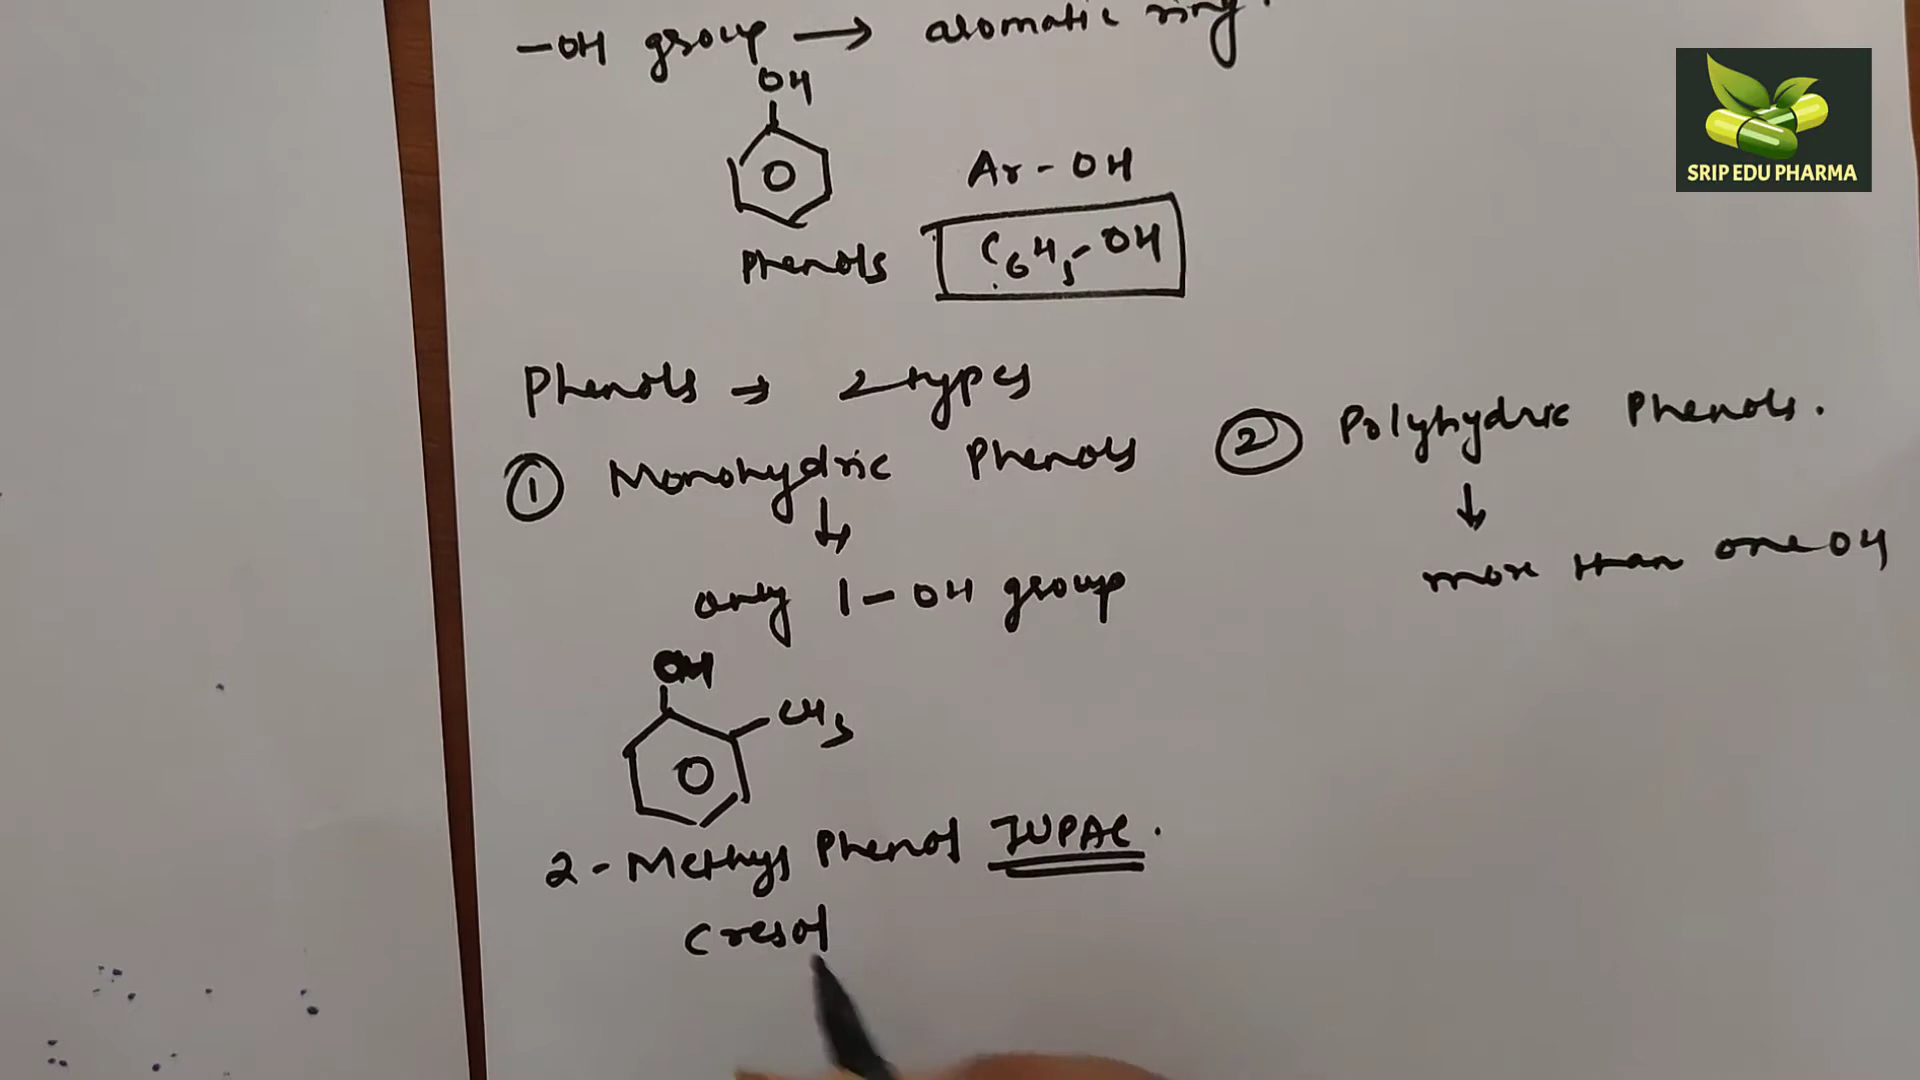 -OH group → aromatic ring.
OH
Ar-OH
Phenols
C6H5-OH
Phenols → 2 types
① Monohydric Phenols
② Polyhydric Phenols.
↓
only 1-OH group
↓
more than one OH
OH
CH3
2-Methyl Phenol IUPAC.
Cresol
SRIP EDU PHARMA